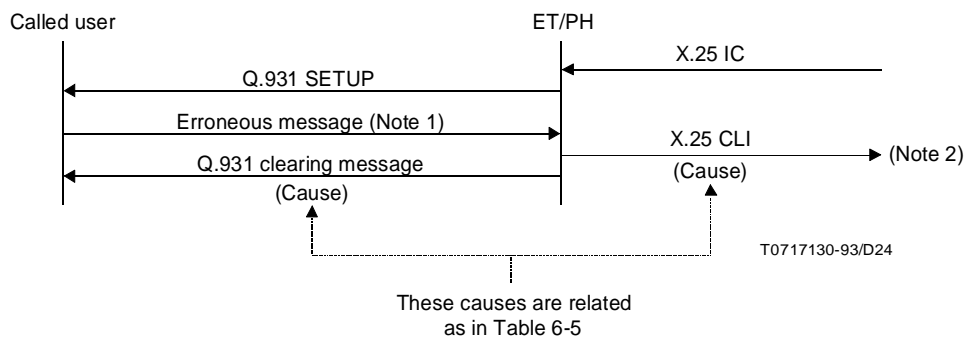 Called user
ET/PH
X.25 IC
Q.931 SETUP
Erroneous message (Note 1)
X.25 CLI
(Note 2)
Q.931 clearing message
(Cause)
(Cause)
T0717130-93/D24
These causes are related
as in Table 6-5